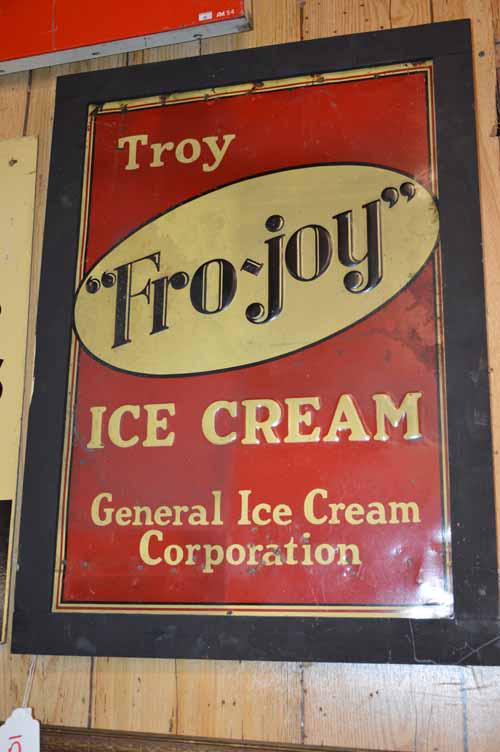 Troy
"Fro-joy"
ICE CREAM
General Ice Cream
Corporation